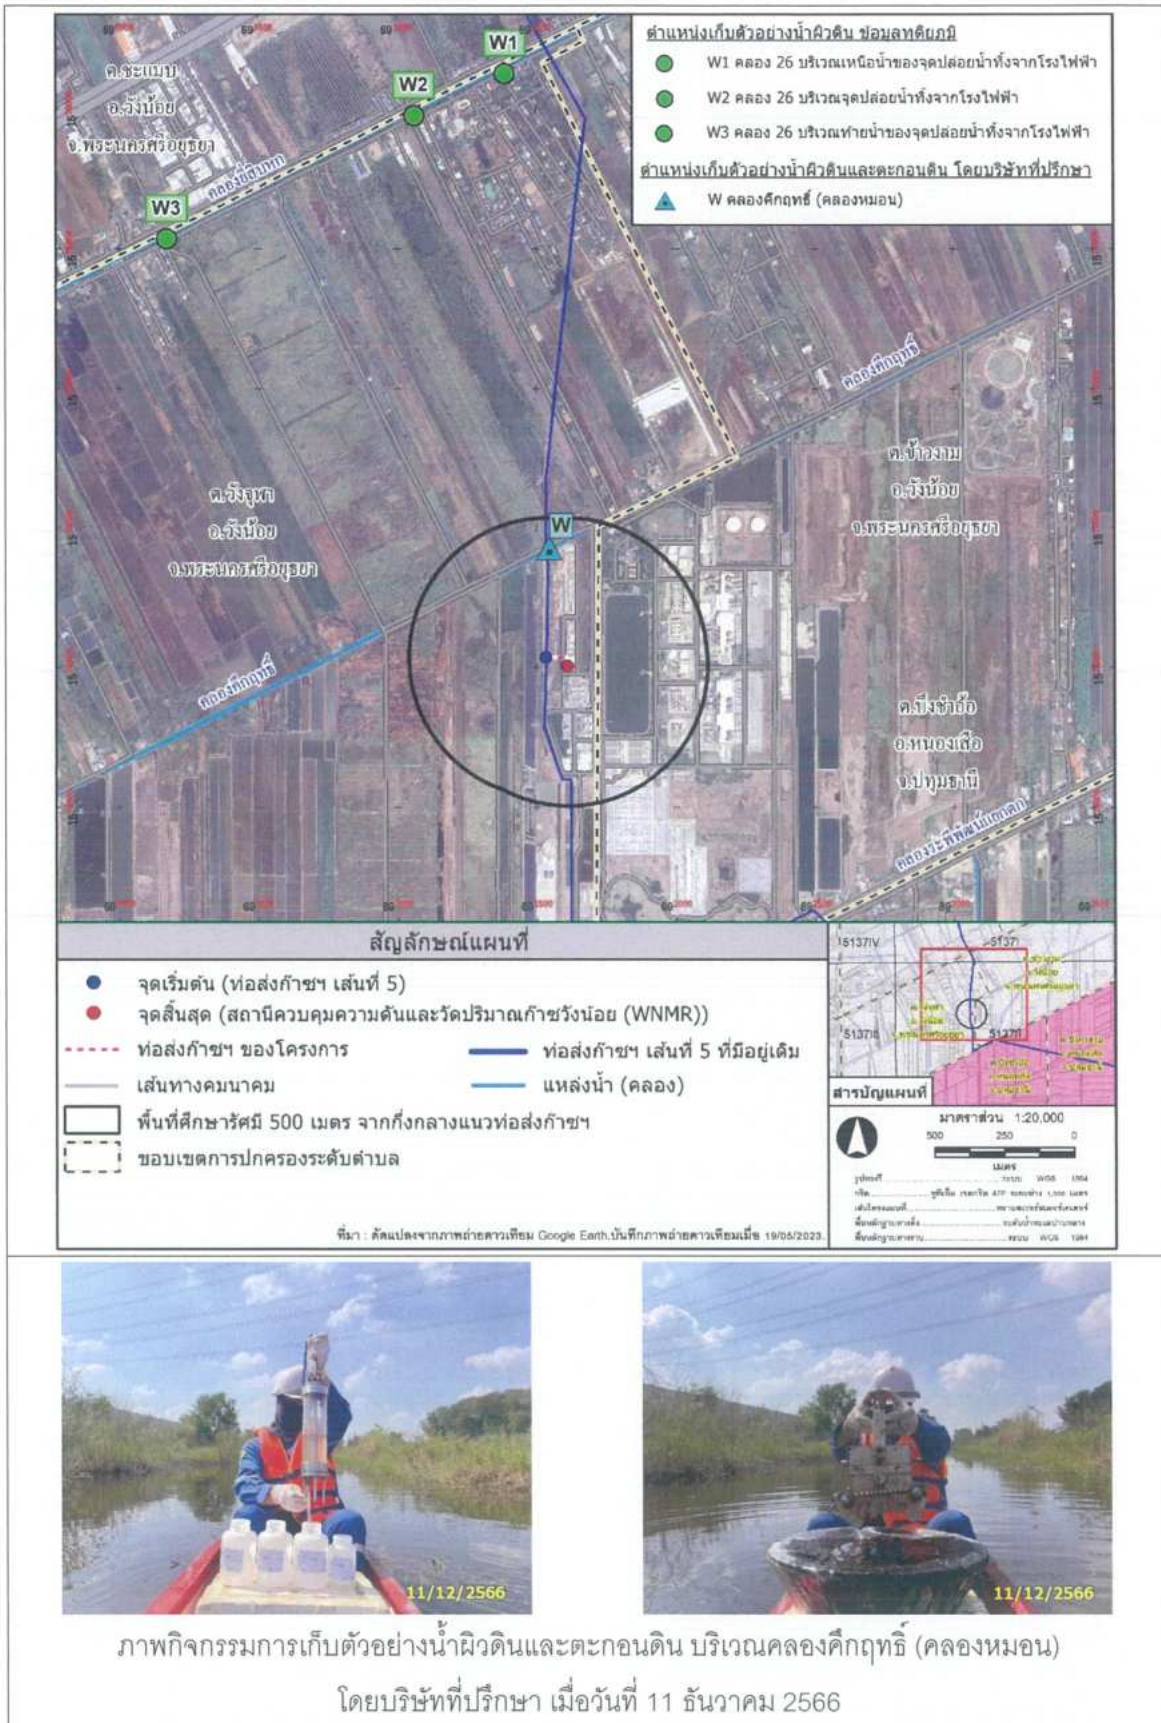 ตำแหน่งเก็บตัวอย่างน้ำผิวดิน ข้อมูลทุติยภูมิ
W1 คลอง 26 บริเวณเหนือน้ำของจุดปล่อยน้ำทิ้งจากโรงไฟฟ้า
W2 คลอง 26 บริเวณจุดปล่อยน้ำทิ้งจากโรงไฟฟ้า
W3 คลอง 26 บริเวณท้ายน้ำของจุดปล่อยน้ำทิ้งจากโรงไฟฟ้า
ตำแหน่งเก็บตัวอย่างน้ำผิวดินและตะกอนดิน โดยบริษัทที่ปรึกษา
W คลองคึกฤทธิ์ (คลองหมอน)
W1
W2
W3
ต.ชะแมบ
อ.วังน้อย
จ.พระนครศรีอยุธยา
คลองคึกฤทธิ์
ต.ข้าวงาม
อ.วังน้อย
จ.พระนครศรีอยุธยา
ต.วังจุฬา
อ.วังน้อย
จ.พระนครศรีอยุธยา
W
คลองคึกฤทธิ์
ต.บึงชำอ้อ
อ.หนองเสือ
จ.ปทุมธานี
สัญลักษณ์แผนที่
จุดเริ่มต้น (ท่อส่งก๊าซฯ เส้นที่ 5)
จุดสิ้นสุด (สถานีควบคุมความดันและวัดปริมาณก๊าซวังน้อย (WNMR))
ท่อส่งก๊าซฯ ของโครงการ
ท่อส่งก๊าซฯ เส้นที่ 5 ที่มีอยู่เดิม
เส้นทางคมนาคม
แหล่งน้ำ (คลอง)
พื้นที่ศึกษารัศมี 500 เมตร จากกึ่งกลางแนวท่อส่งก๊าซฯ
ขอบเขตการปกครองระดับตำบล
ที่มา : ดัดแปลงจากภาพถ่ายดาวเทียม Google Earth.บันทึกภาพถ่ายดาวเทียมเมื่อ 19/05/2023.
5137IV
5137I
5137II
สารบัญแผนที่
มาตราส่วน 1:20,000
500 250 0
เมตร
11/12/2566
11/12/2566
ภาพกิจกรรมการเก็บตัวอย่างน้ำผิวดินและตะกอนดิน บริเวณคลองคึกฤทธิ์ (คลองหมอน)
โดยบริษัทที่ปรึกษา เมื่อวันที่ 11 ธันวาคม 2566